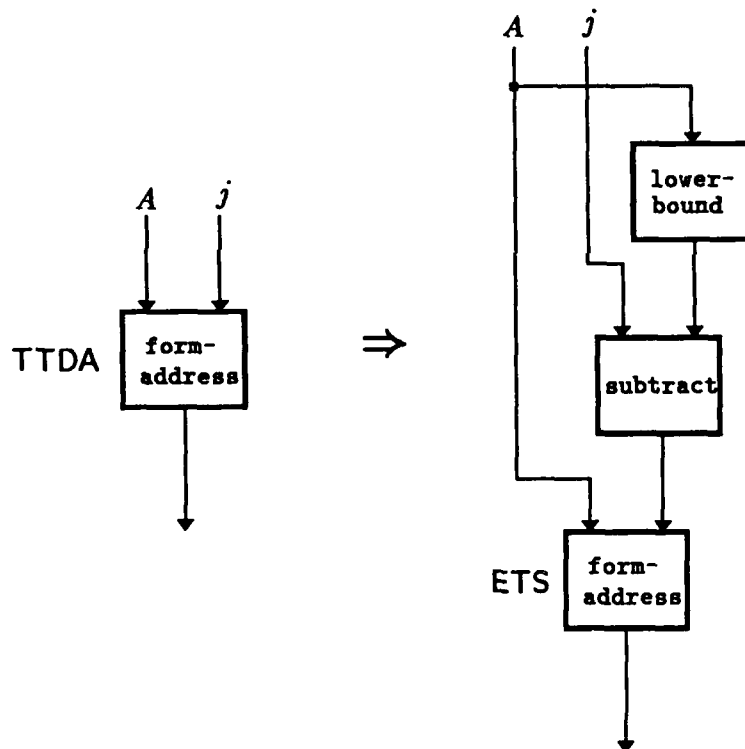 A j
lower-
bound
A j
TTDA
form-
address
⇒
subtract
ETS
form-
address